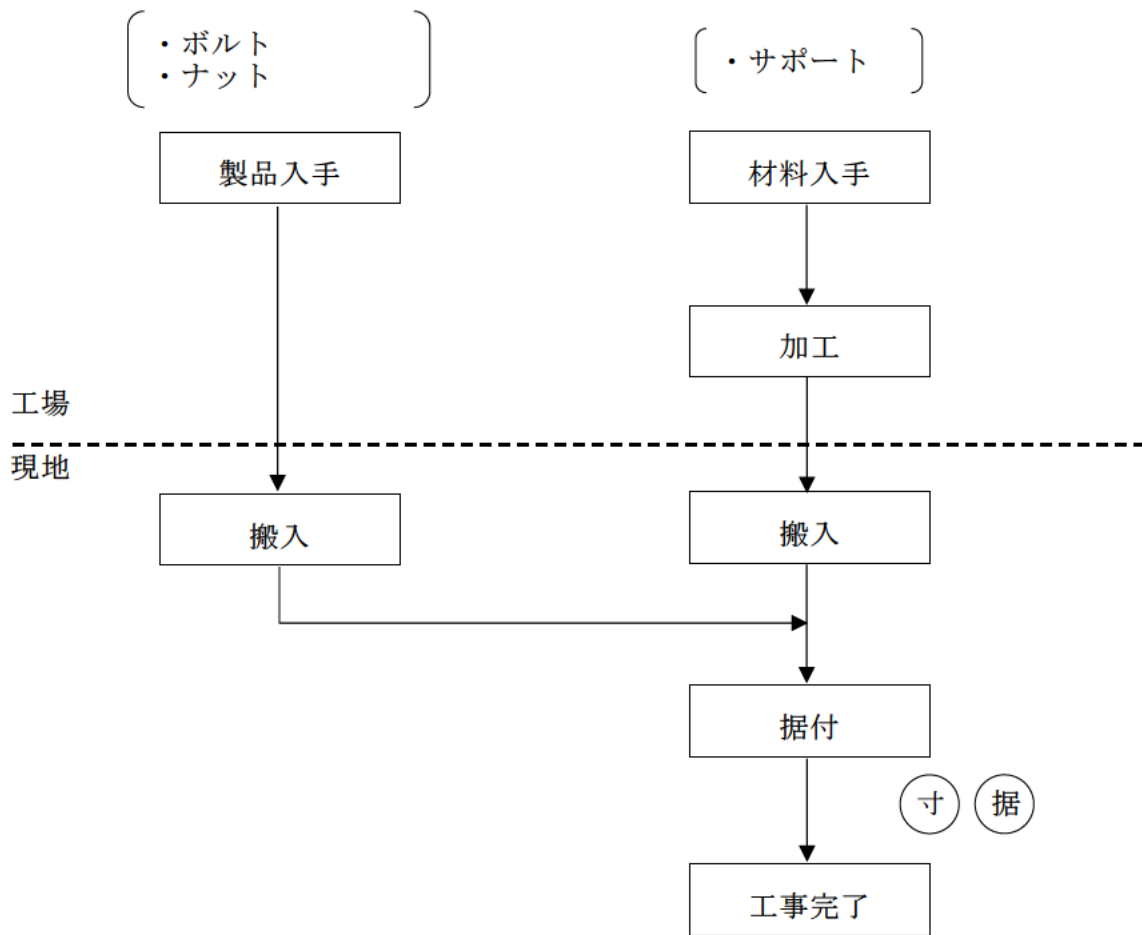 ・ボルト
・ナット
・サポート
製品入手
材料入手
加工
工場
現地
搬入
搬入
据付
寸
据
工事完了